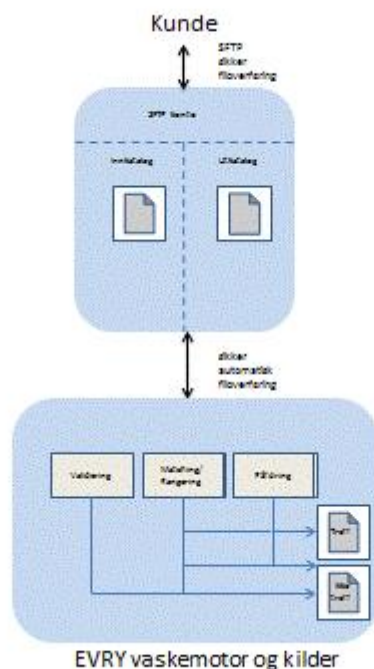 Kunde
SFTP
sikker
filoverføring
SFTP
Innkatalog
Utkatalog
sikker
automatisk
filoverføring
Validering
Matching/
Rangering
Påføring
Treff
Ikke
Treff
EVRY vaskemotor og kilder